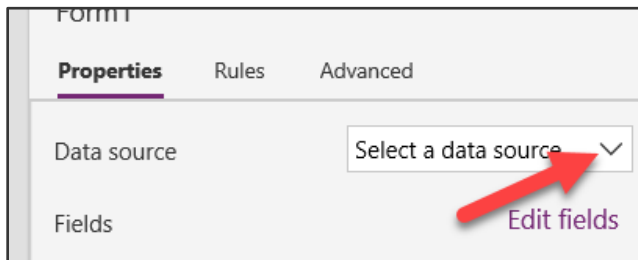 Form1
Properties Rules Advanced
Data source Select a data source
Fields Edit fields